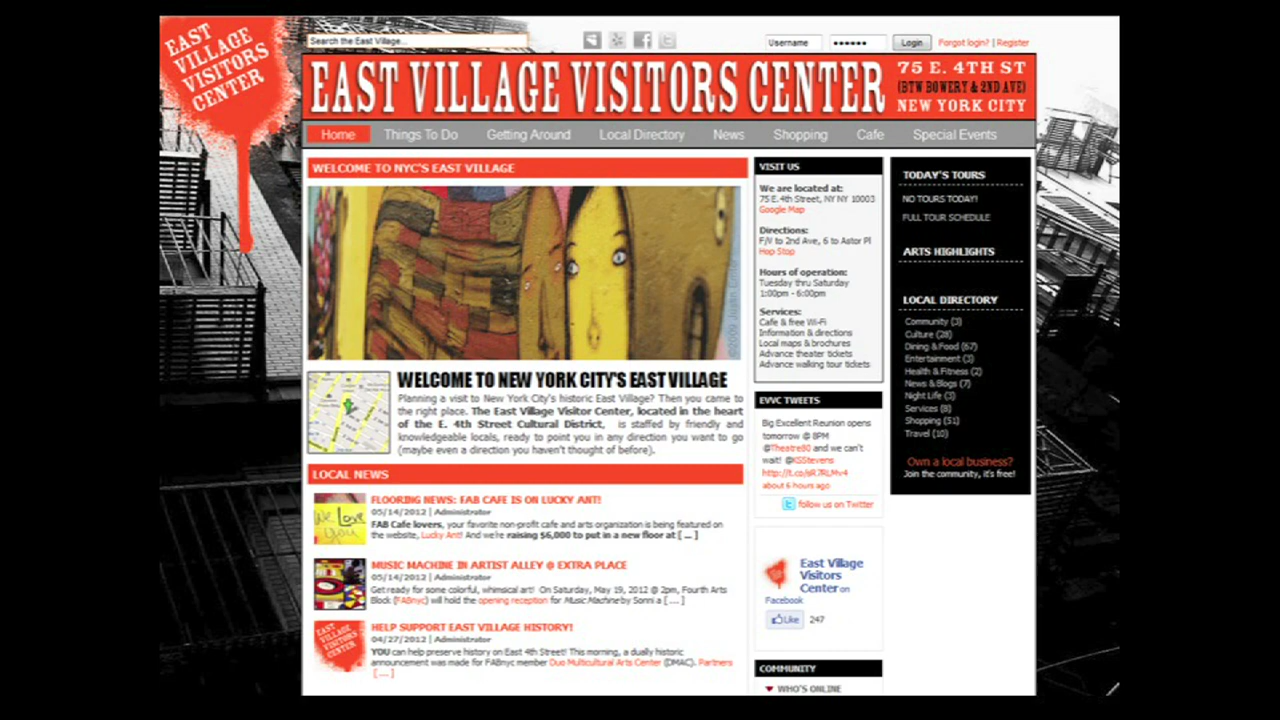 EAST
VILLAGE
VISITORS
CENTER
Search the East Village...
Username
Login
Forgot login? | Register
EAST VILLAGE VISITORS CENTER
75 E. 4TH ST
(BTW BOWERY & 2ND AVE)
NEW YORK CITY
Home
Things To Do
Getting Around
Local Directory
News
Shopping
Cafe
Special Events
WELCOME TO NYC'S EAST VILLAGE
WELCOME TO NEW YORK CITY'S EAST VILLAGE
Planning a visit to New York City's historic East Village? Then you came to
the right place. The East Village Visitor Center, located in the heart
of the E. 4th Street Cultural District, is staffed by friendly and
knowledgeable locals, ready to point you in any direction you want to go
(maybe even a direction you haven't thought of before).
LOCAL NEWS
We Love
you
FLOORING NEWS: FAB CAFE IS ON LUCKY ANT!
05/14/2012 | Administrator
FAB Cafe lovers, your favorite non-profit cafe and arts organization is being featured on
the website, Lucky Ant! And we're raising $6,000 to put in a new floor at [ ... ]
MUSIC MACHINE IN ARTIST ALLEY @ EXTRA PLACE
05/14/2012 | Administrator
Get ready for some colorful, whimsical art! On Saturday, May 19, 2012 @ 2pm, Fourth Arts
Block (FABnyc) will hold the opening reception for Music Machine by Sonni a [ ... ]
EAST
VILLAGE
VISITORS
CENTER
HELP SUPPORT EAST VILLAGE HISTORY!
04/27/2012 | Administrator
YOU can help preserve history on East 4th Street! This morning, a dually historic
announcement was made for FABnyc member Duo Multicultural Arts Center (DMAC). Partners
[ ... ]
VISIT US
We are located at:
75 E.4th Street, NY NY 10003
Google Map
Directions:
F/V to 2nd Ave, 6 to Astor Pl
Hop Stop
Hours of operation:
Tuesday thru Saturday
1:00pm - 6:00pm
Services:
Cafe & free Wi-Fi
Information & directions
Local maps & brochures
Advance theater tickets
Advance walking tour tickets
EVVC TWEETS
Big Excellent Reunion opens
tomorrow @ 8PM
@Theatre80 and we can't
wait! @KSStevens
about 6 hours ago
follow us on Twitter
East Village
Visitors
Center on
Facebook
Like 247
COMMUNITY
WHO'S ONLINE
TODAY'S TOURS
NO TOURS TODAY!
FULL TOUR SCHEDULE
ARTS HIGHLIGHTS
LOCAL DIRECTORY
Community (3)
Culture (28)
Dining & Food (67)
Entertainment (3)
Health & Fitness (2)
News & Blogs (7)
Night Life (3)
Services (8)
Shopping (51)
Travel (10)
Own a local business?
Join the community, it's free!